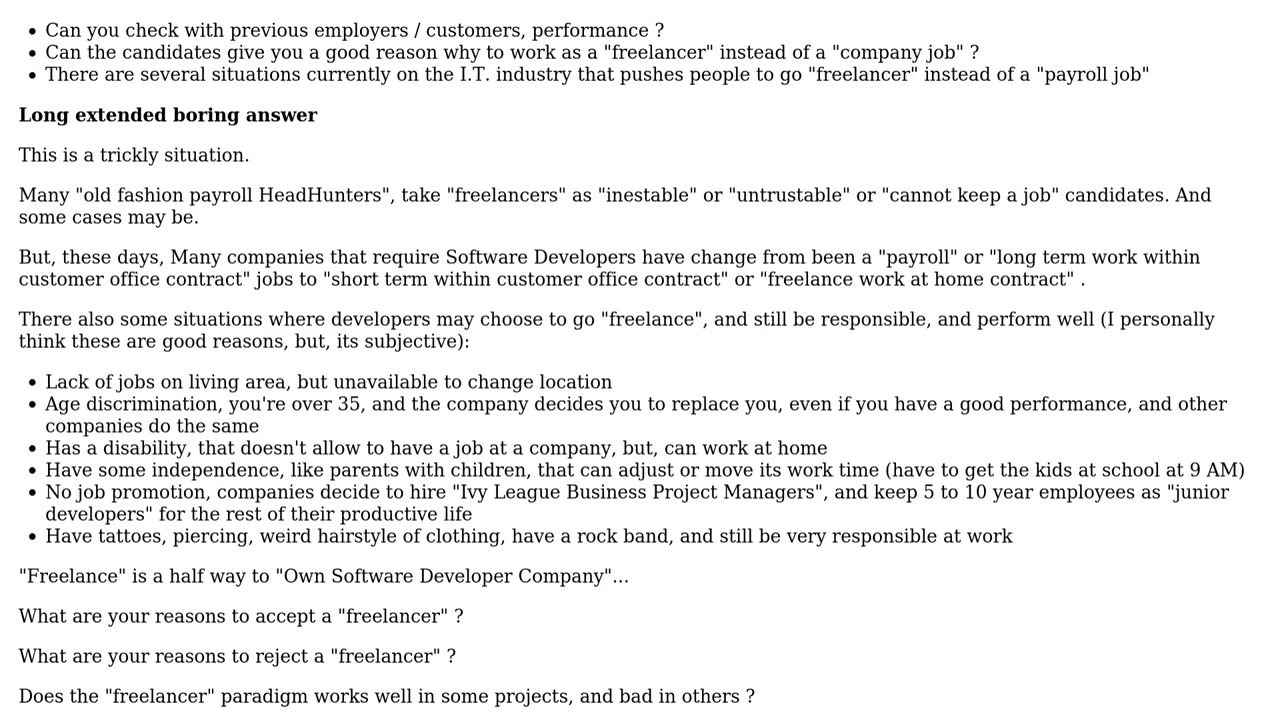 Can you check with previous employers / customers, performance ?
Can the candidates give you a good reason why to work as a "freelancer" instead of a "company job" ?
There are several situations currently on the I.T. industry that pushes people to go "freelancer" instead of a "payroll job"
Long extended boring answer
This is a trickly situation.
Many "old fashion payroll HeadHunters", take "freelancers" as "inestable" or "untrustable" or "cannot keep a job" candidates. And
some cases may be.
But, these days, Many companies that require Software Developers have change from been a "payroll" or "long term work within
customer office contract" jobs to "short term within customer office contract" or "freelance work at home contract" .
There also some situations where developers may choose to go "freelance", and still be responsible, and perform well (I personally
think these are good reasons, but, its subjective):
Lack of jobs on living area, but unavailable to change location
Age discrimination, you're over 35, and the company decides you to replace you, even if you have a good performance, and other
companies do the same
Has a disability, that doesn't allow to have a job at a company, but, can work at home
Have some independence, like parents with children, that can adjust or move its work time (have to get the kids at school at 9 AM)
No job promotion, companies decide to hire "Ivy League Business Project Managers", and keep 5 to 10 year employees as "junior
developers" for the rest of their productive life
Have tattoes, piercing, weird hairstyle of clothing, have a rock band, and still be very responsible at work
"Freelance" is a half way to "Own Software Developer Company"...
What are your reasons to accept a "freelancer" ?
What are your reasons to reject a "freelancer" ?
Does the "freelancer" paradigm works well in some projects, and bad in others ?